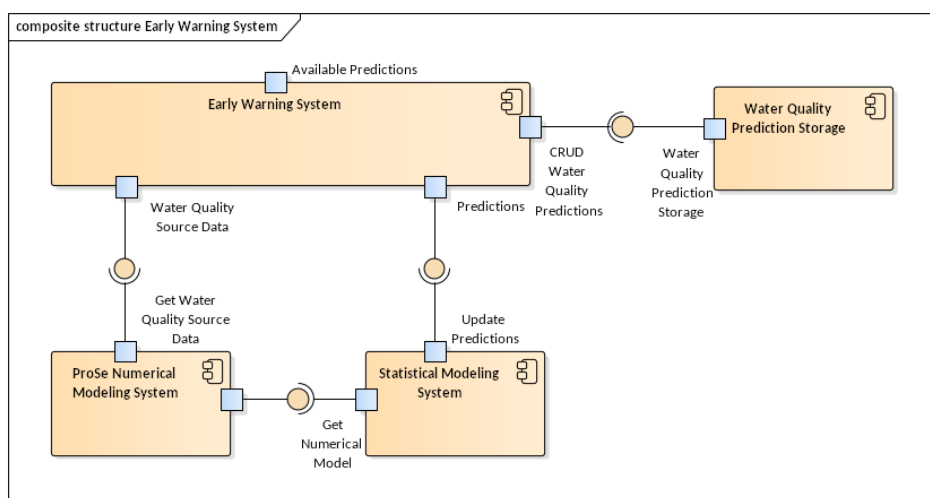 composite structure Early Warning System
Available Predictions
Early Warning System
Water Quality
Prediction Storage
CRUD
Water
Quality
Predictions
Water
Quality
Prediction
Storage
Water Quality
Source Data
Predictions
Get Water
Quality Source
Data
Update
Predictions
ProSe Numerical
Modeling System
Statistical Modeling
System
Get
Numerical
Model